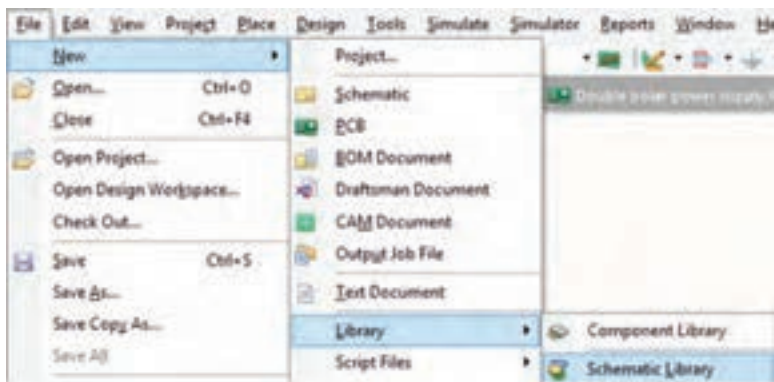 File Edit View Project Place Design Tools Simulate Simulator Reports Window
New
Open... Ctrl+O
Close Ctrl+F4
Open Project...
Open Design Workspace...
Check Out...
Save Ctrl+S
Save As...
Save Copy As...
Save All
Project...
Schematic
PCB
BOM Document
Draftsman Document
CAM Document
Output Job File
Text Document
Library
Script Files
Component Library
Schematic Library